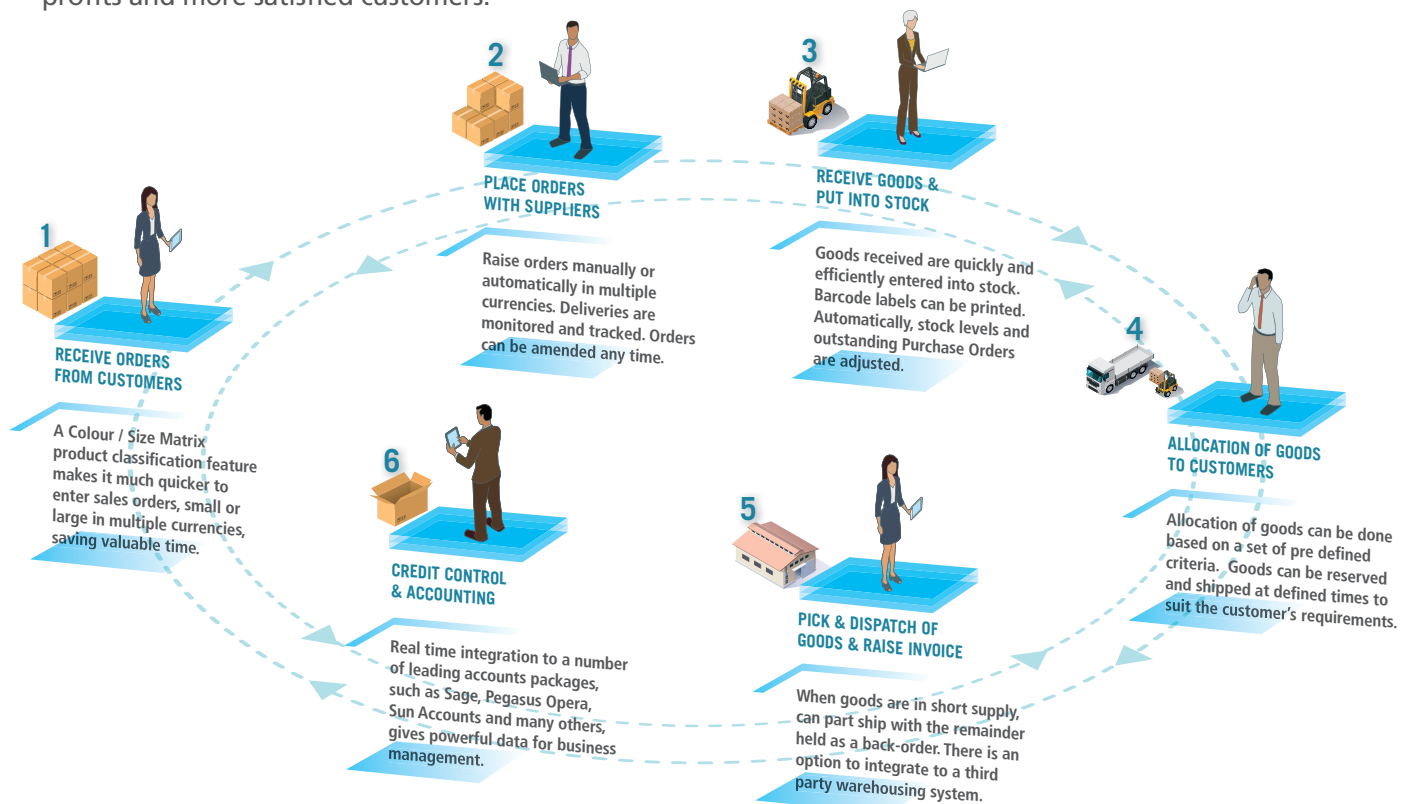 profits and more satisfied customers.
1
RECEIVE ORDERS
FROM CUSTOMERS
A Colour / Size Matrix
product classification feature
makes it much quicker to
enter sales orders, small or
large in multiple currencies,
saving valuable time.
2
PLACE ORDERS
WITH SUPPLIERS
Raise orders manually or
automatically in multiple
currencies. Deliveries are
monitored and tracked. Orders
can be amended any time.
3
RECEIVE GOODS &
PUT INTO STOCK
Goods received are quickly and
efficiently entered into stock.
Barcode labels can be printed.
Automatically, stock levels and
outstanding Purchase Orders
are adjusted.
4
ALLOCATION OF GOODS
TO CUSTOMERS
Allocation of goods can be done
based on a set of pre defined
criteria.  Goods can be reserved
and shipped at defined times to
suit the customer’s requirements.
5
PICK & DISPATCH OF
GOODS & RAISE INVOICE
When goods are in short supply,
can part ship with the remainder
held as a back-order. There is an
option to integrate to a third
party warehousing system.
6
CREDIT CONTROL
& ACCOUNTING
Real time integration to a number
of leading accounts packages,
such as Sage, Pegasus Opera,
Sun Accounts and many others,
gives powerful data for business
management.